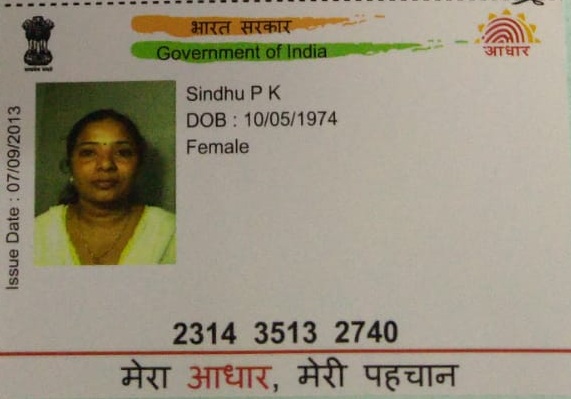 भारत सरकार
Government of India
आधार
Issue Date : 07/09/2013
Sindhu P K
DOB : 10/05/1974
Female
2314 3513 2740
मेरा आधार, मेरी पहचान